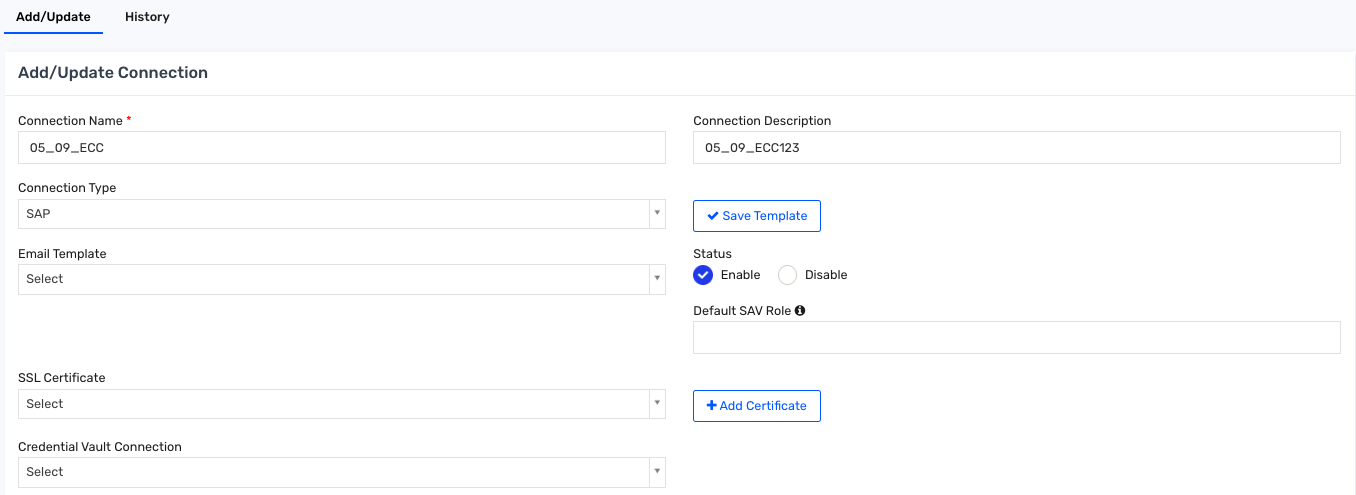 Add/Update History
Add/Update Connection
Connection Name * Connection Description
05_09_ECC 05_09_ECC123
Connection Type
SAP Save Template
Email Template Status
Select Enable Disable
Default SAV Role
SSL Certificate
Select Add Certificate
Credential Vault Connection
Select